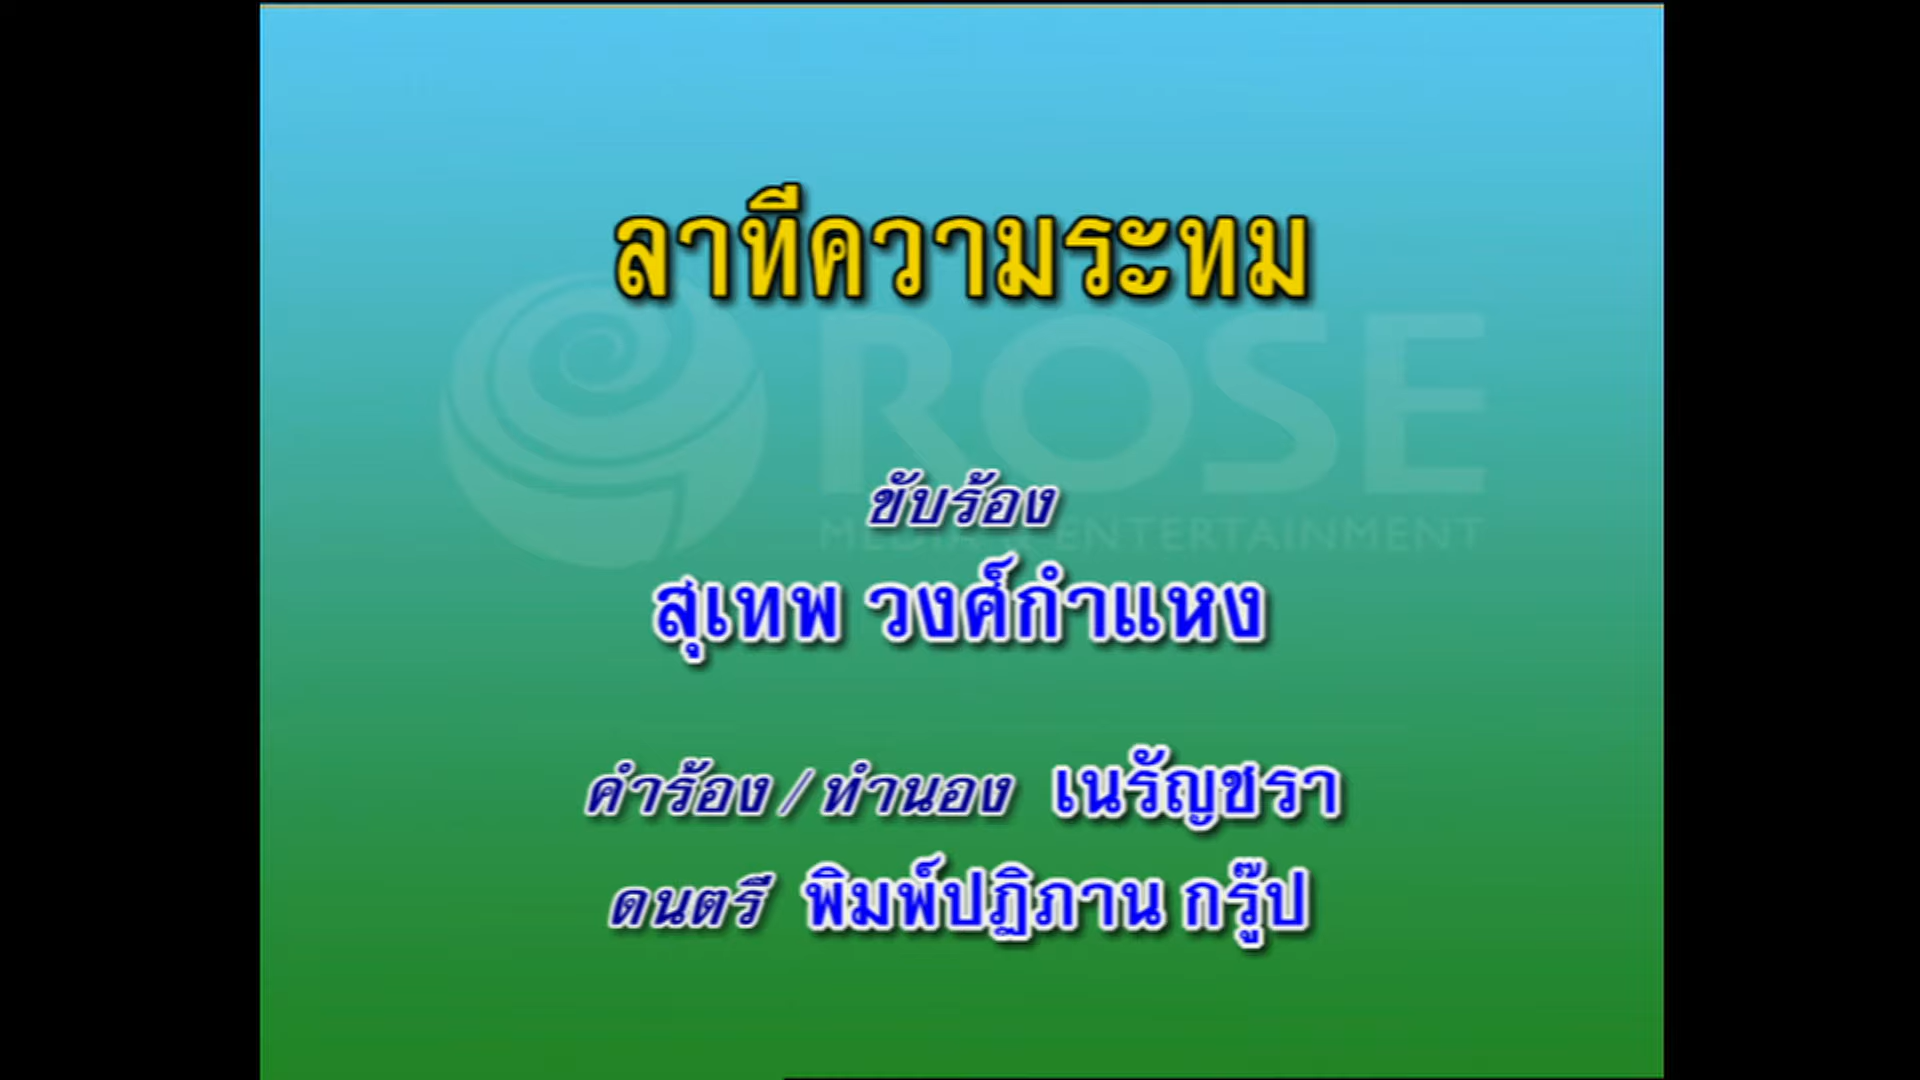 ลาทีความระทม
ROSE
MEDIA & ENTERTAINMENT
ขับร้อง
สุเทพ วงศ์กำแหง
คำร้อง / ทำนอง เนรัญชรา
ดนตรี พิมพ์ปฏิภาน กรุ๊ป